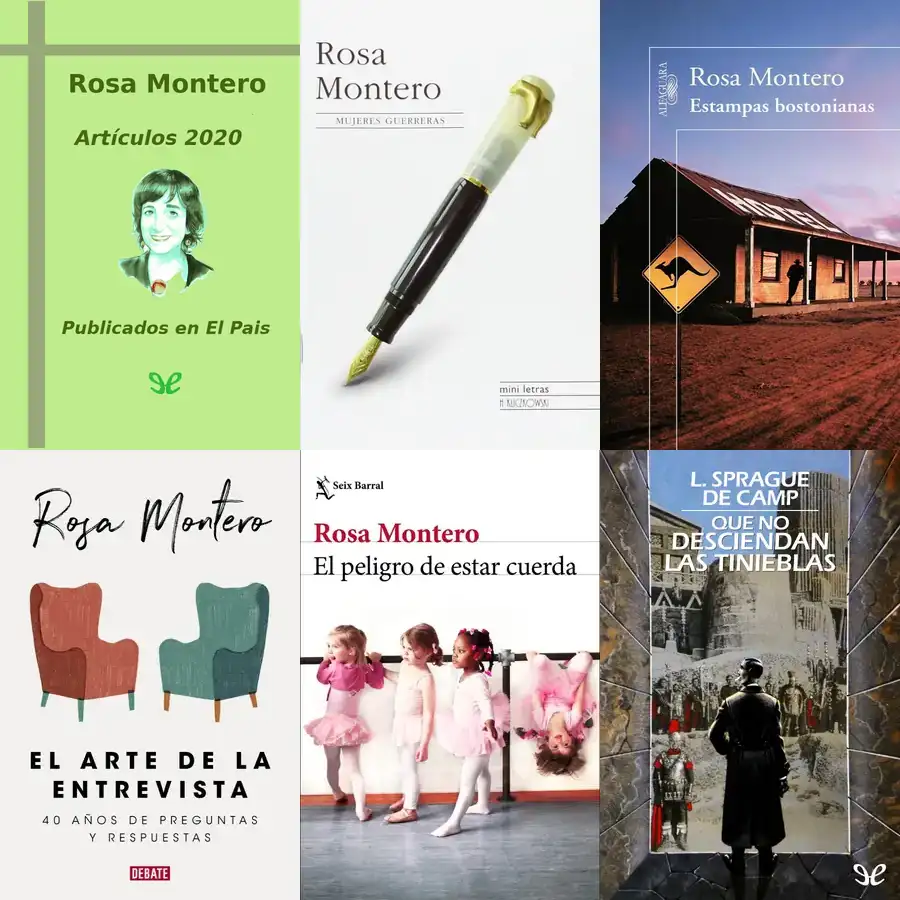 Rosa Montero
Artículos 2020
Publicados en El Pais
Rosa
Montero
MUJERES GUERRERAS
mini letras
H KLICZKOWSKI
ALFAGUARA
Rosa Montero
Estampas bostonianas
HOTEL
Rosa Montero
EL ARTE DE LA
ENTREVISTA
40 AÑOS DE PREGUNTAS
Y RESPUESTAS
DEBATE
Seix Barral
Rosa Montero
El peligro de estar cuerda
L. SPRAGUE
DE CAMP
QUE NO
DESCIENDAN
LAS TINIEBLAS